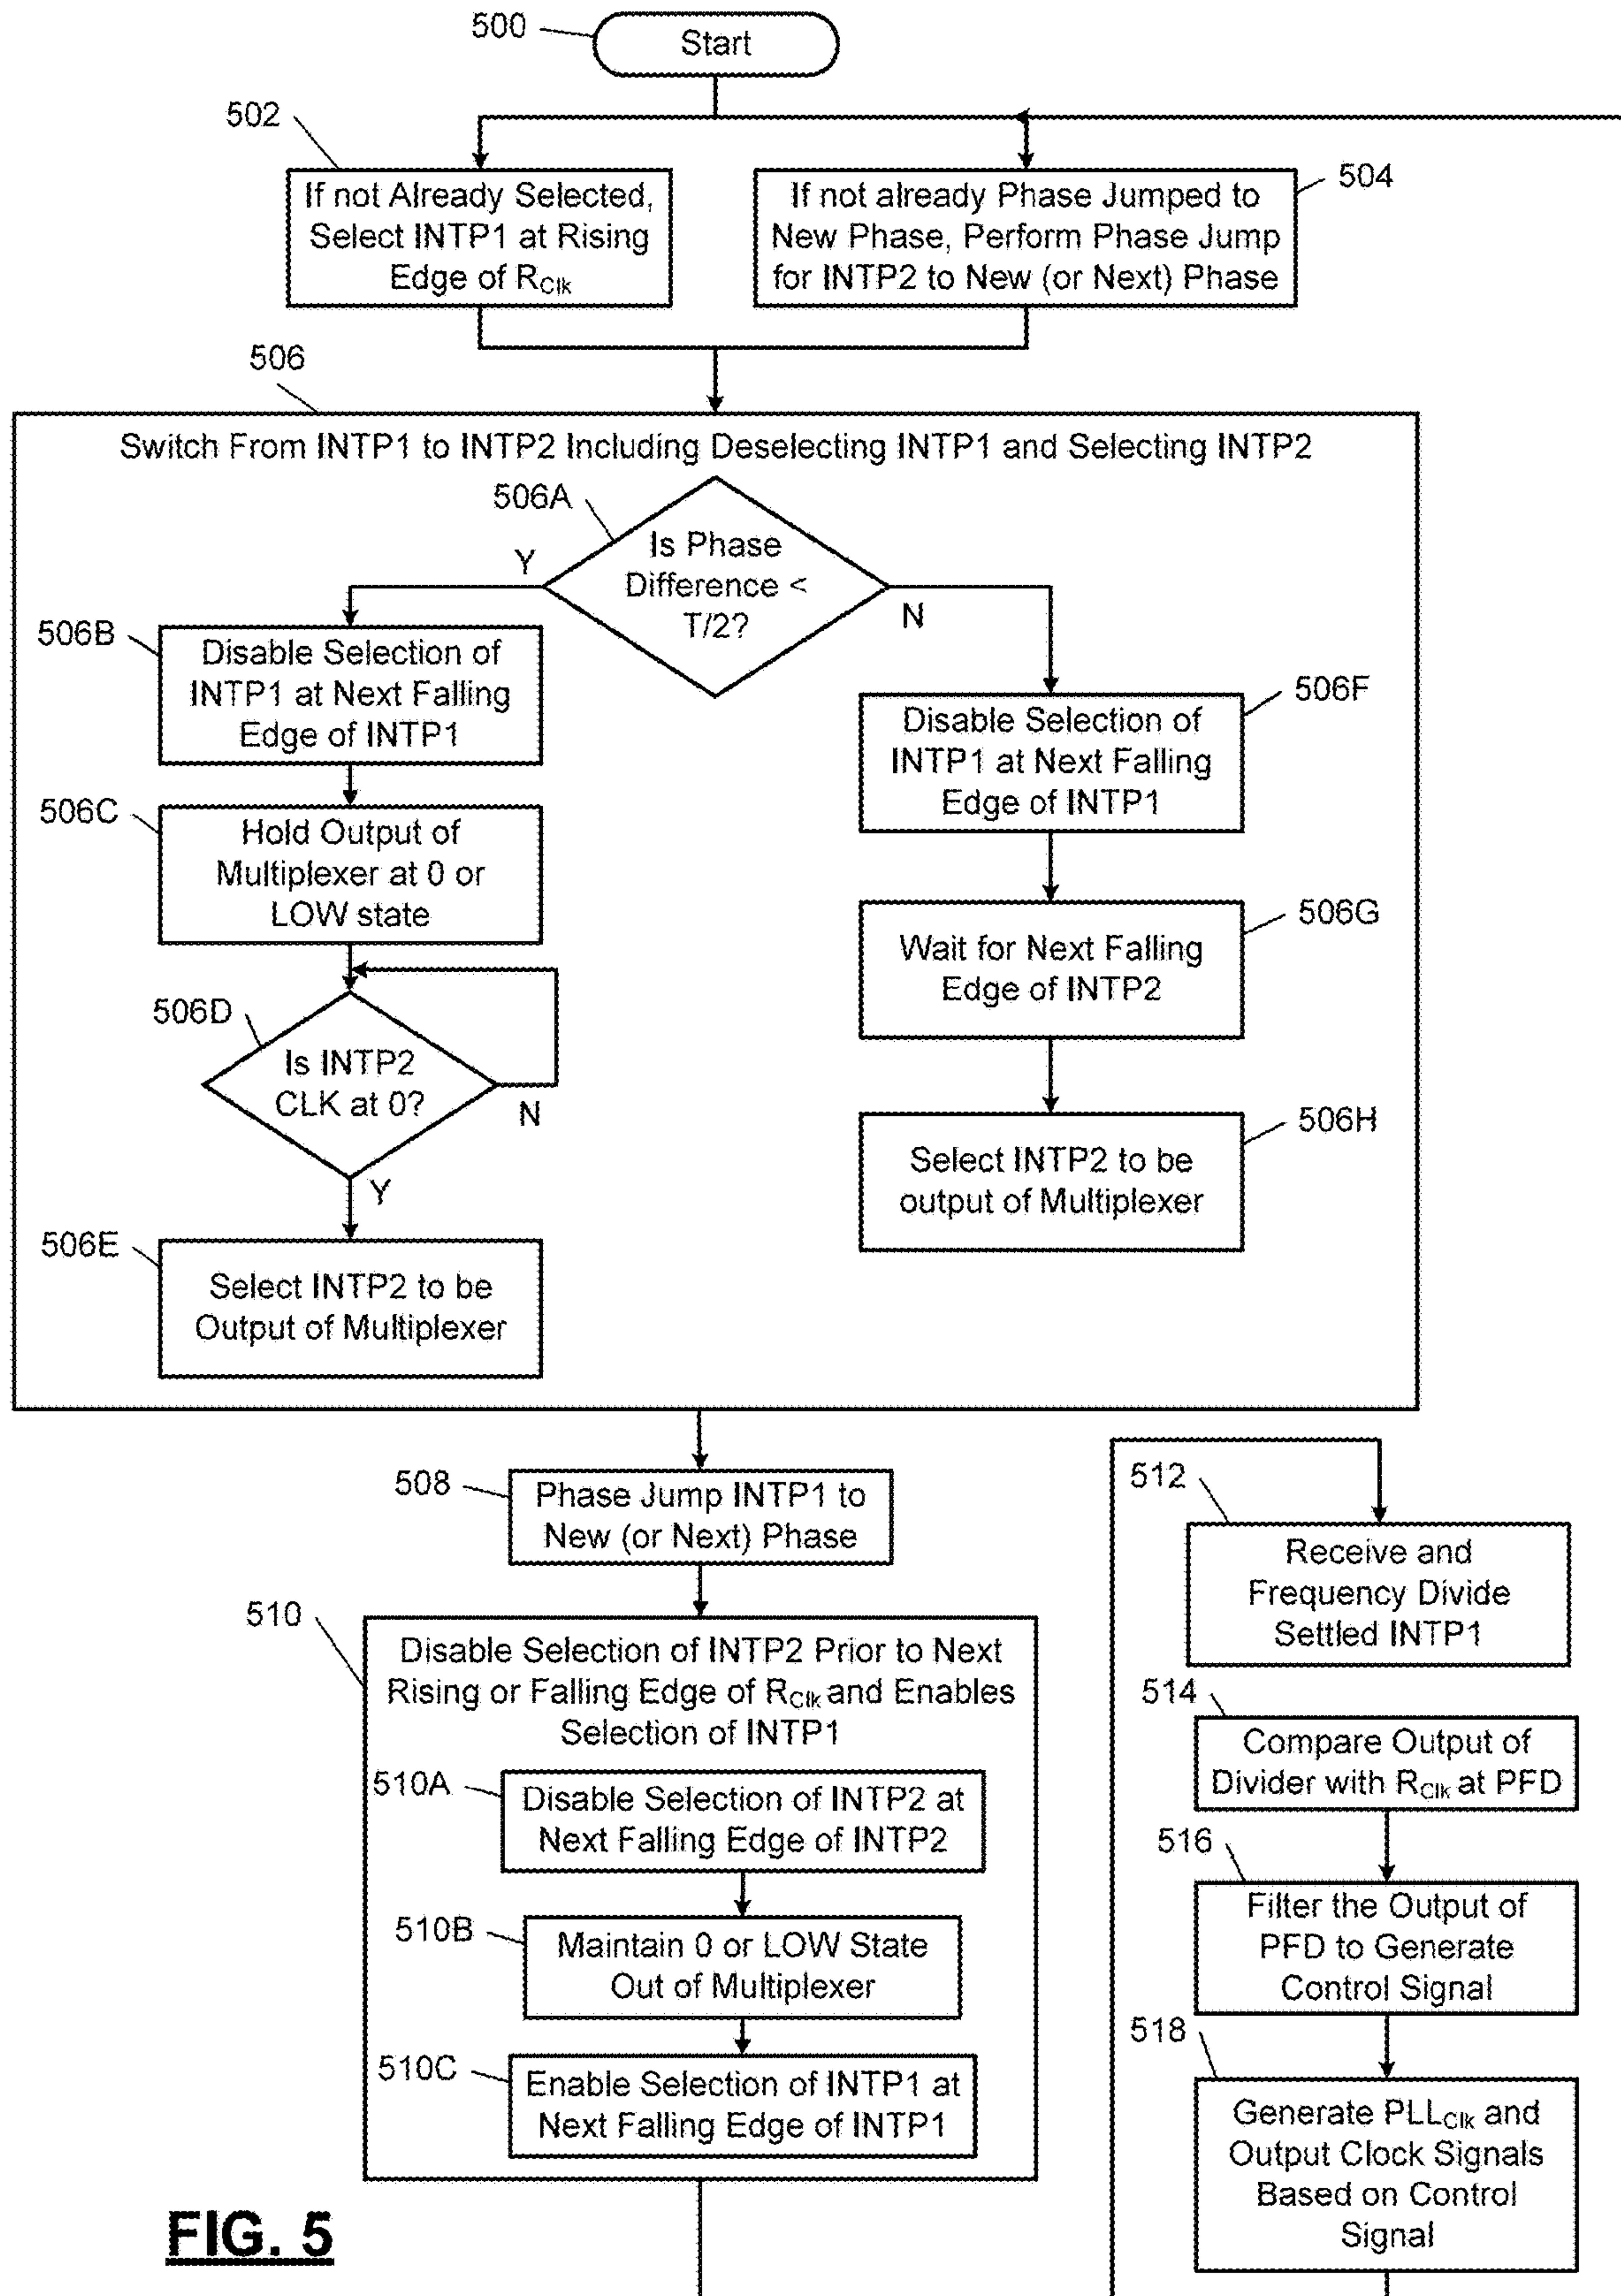 500
Start
502
If not Already Selected,
Select INTP1 at Rising
Edge of RClk
504
If not already Phase Jumped to
New Phase, Perform Phase Jump
for INTP2 to New (or Next) Phase
506
Switch From INTP1 to INTP2 Including Deselecting INTP1 and Selecting INTP2
506A
Is Phase
Difference <
T/2?
Y
N
506B
Disable Selection of
INTP1 at Next Falling
Edge of INTP1
506C
Hold Output of
Multiplexer at 0 or
LOW state
506D
Is INTP2
CLK at 0?
N
Y
506E
Select INTP2 to be
Output of Multiplexer
506F
Disable Selection of
INTP1 at Next Falling
Edge of INTP1
506G
Wait for Next Falling
Edge of INTP2
506H
Select INTP2 to be
output of Multiplexer
508
Phase Jump INTP1 to
New (or Next) Phase
510
Disable Selection of INTP2 Prior to Next
Rising or Falling Edge of RClk and Enables
Selection of INTP1
510A
Disable Selection of INTP2 at
Next Falling Edge of INTP2
510B
Maintain 0 or LOW State
Out of Multiplexer
510C
Enable Selection of INTP1 at
Next Falling Edge of INTP1
512
Receive and
Frequency Divide
Settled INTP1
514
Compare Output of
Divider with RClk at PFD
516
Filter the Output of
PFD to Generate
Control Signal
518
Generate PLLClk and
Output Clock Signals
Based on Control
Signal
FIG. 5